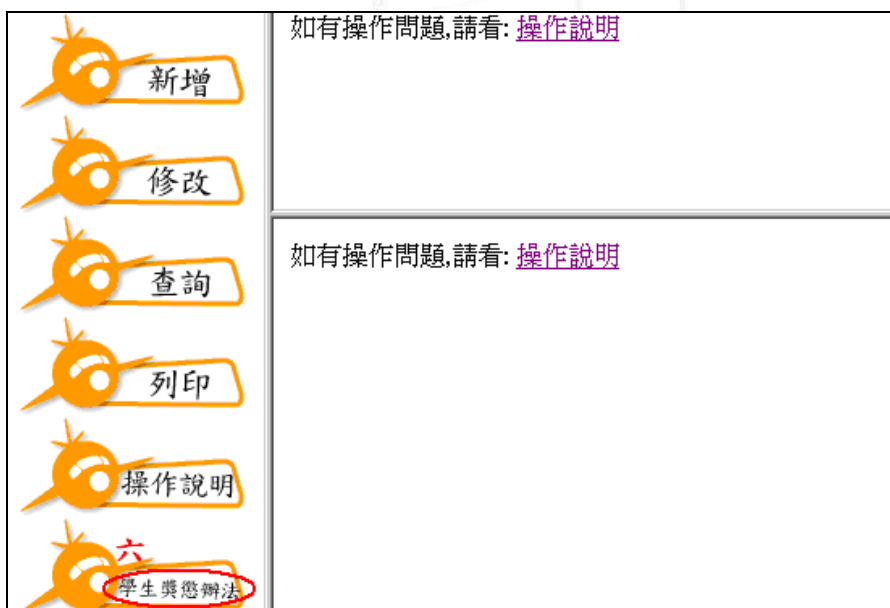 新增
修改
查詢
列印
操作說明
六
學生獎懲辦法
如有操作問題,請看: 操作說明
如有操作問題,請看: 操作說明